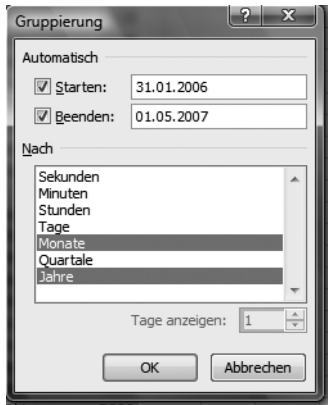 Gruppierung
Automatisch
Starten: 31.01.2006
Beenden: 01.05.2007
Nach
Sekunden
Minuten
Stunden
Tage
Monate
Quartale
Jahre
Tage anzeigen: 1
OK Abbrechen